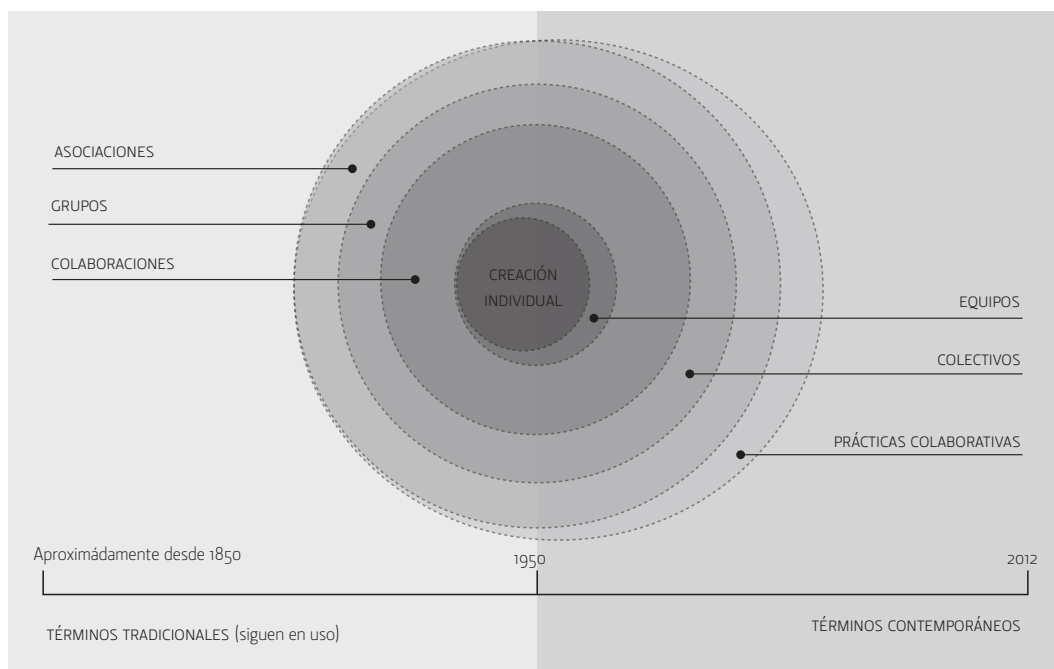 ASOCIACIONES
GRUPOS
COLABORACIONES
CREACIÓN
INDIVIDUAL
EQUIPOS
COLECTIVOS
PRÁCTICAS COLABORATIVAS
Aproximádamente desde 1850
1950
2012
TÉRMINOS TRADICIONALES (siguen en uso)
TÉRMINOS CONTEMPORÁNEOS